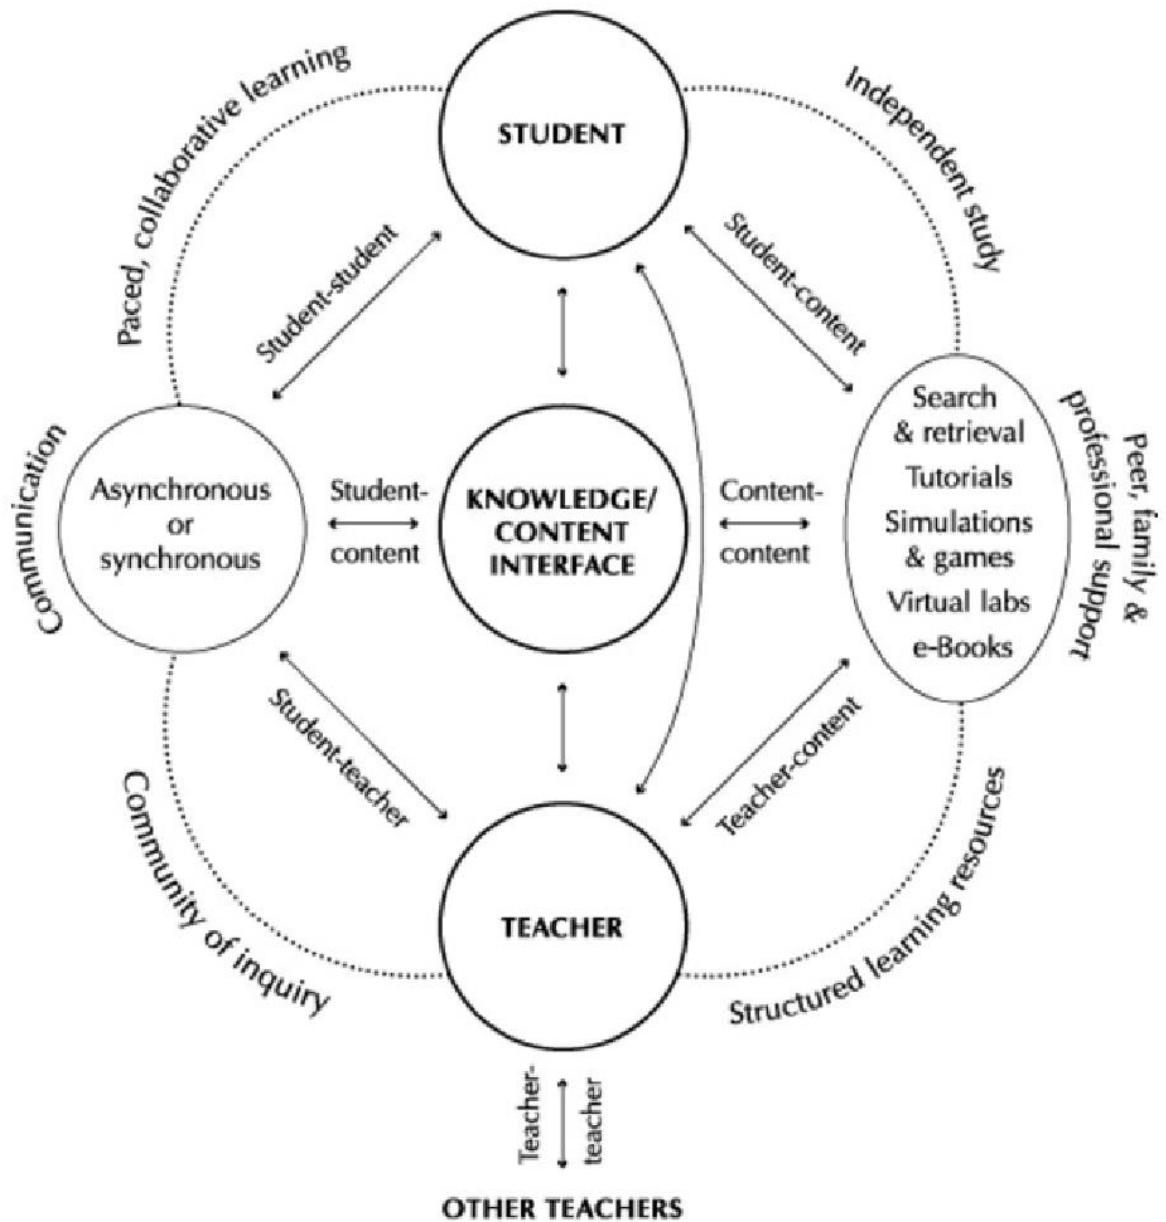 Paced, collaborative learning
Independent study
STUDENT
Student-student
Student-content
Communication
Asynchronous
or
synchronous
Student-
content
KNOWLEDGE/
CONTENT
INTERFACE
Content-
content
Search
& retrieval
Tutorials
Simulations
& games
Virtual labs
e-Books
Peer, family &
professional support
Student-teacher
Teacher-content
Community of inquiry
TEACHER
Structured learning resources
Teacher-
teacher
OTHER TEACHERS